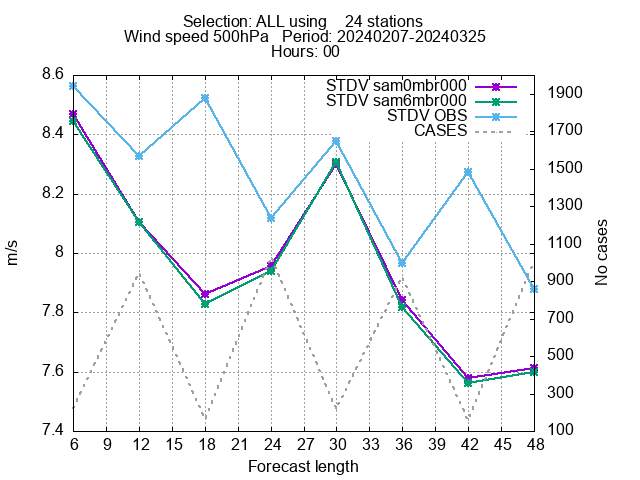 Selection: ALL using    24 stations
Wind speed 500hPa   Period: 20240207-20240325
Hours: 00
STDV sam0mbr000
STDV sam6mbr000
STDV OBS
CASES
8.6
8.4
8.2
8
7.8
7.6
7.4
m/s
1900
1700
1500
1300
1100
900
700
500
300
100
No cases
6 9 12 15 18 21 24 27 30 33 36 39 42 45 48
Forecast length